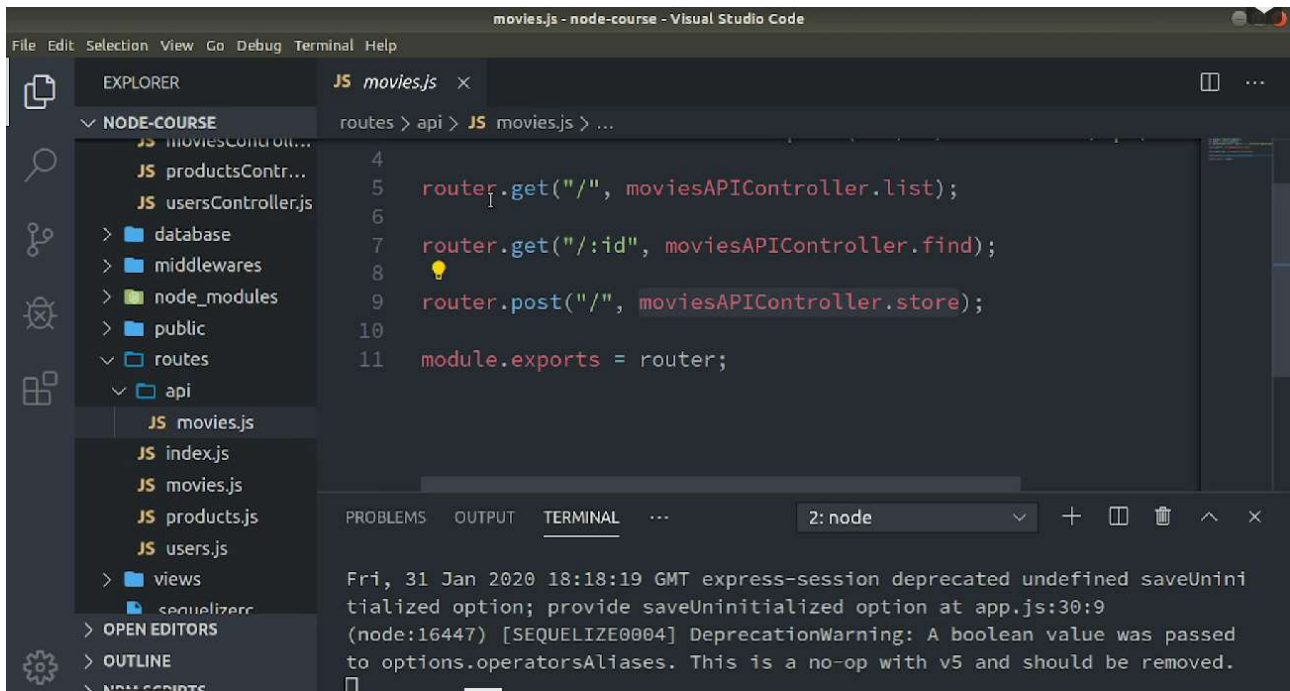 movies.js - node-course - Visual Studio Code
File Edit Selection View Go Debug Terminal Help
EXPLORER
NODE-COURSE
JS moviesControll...
JS productsContr...
JS usersController.js
database
middlewares
node_modules
public
routes
api
JS movies.js
JS index.js
JS movies.js
JS products.js
JS users.js
views
sequelizerc
OPEN EDITORS
OUTLINE
NPM SCRIPTS
JS movies.js ×
routes > api > JS movies.js > ...
4
5 router.get("/", moviesAPIController.list);
6
7 router.get("/:id", moviesAPIController.find);
8
9 router.post("/", moviesAPIController.store);
10
11 module.exports = router;
PROBLEMS OUTPUT TERMINAL ... 2: node
Fri, 31 Jan 2020 18:18:19 GMT express-session deprecated undefined saveUnini
tialized option; provide saveUninitialized option at app.js:30:9
(node:16447) [SEQUELIZE0004] DeprecationWarning: A boolean value was passed
to options.operatorsAliases. This is a no-op with v5 and should be removed.